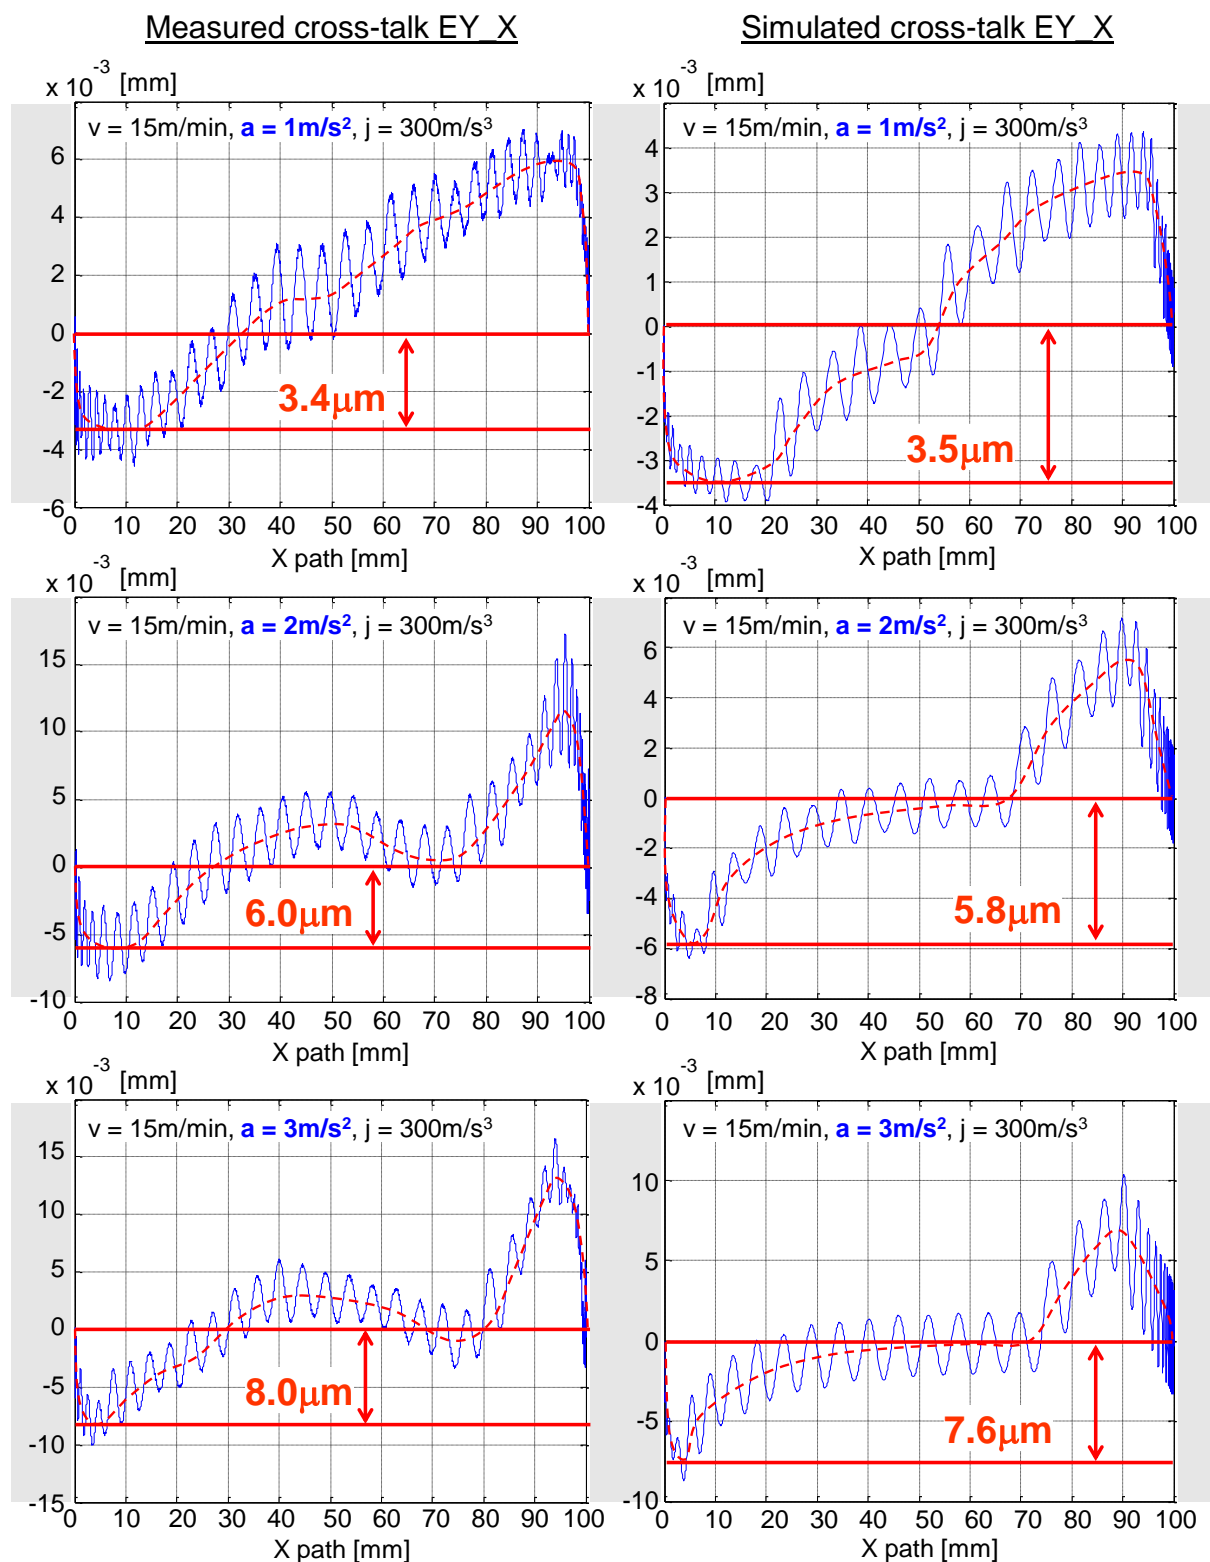 Measured cross-talk EY_X
Simulated cross-talk EY_X
x 10-3 [mm]
v = 15m/min, a = 1m/s2, j = 300m/s3
6
4
2
0
-2
-4
-6
3.4μm
0 10 20 30 40 50 60 70 80 90 100
X path [mm]
x 10-3 [mm]
v = 15m/min, a = 1m/s2, j = 300m/s3
4
3
2
1
0
-1
-2
-3
-4
3.5μm
0 10 20 30 40 50 60 70 80 90 100
X path [mm]
x 10-3 [mm]
v = 15m/min, a = 2m/s2, j = 300m/s3
15
10
5
0
-5
-10
6.0μm
0 10 20 30 40 50 60 70 80 90 100
X path [mm]
x 10-3 [mm]
v = 15m/min, a = 2m/s2, j = 300m/s3
6
4
2
0
-2
-4
-6
-8
5.8μm
0 10 20 30 40 50 60 70 80 90 100
X path [mm]
x 10-3 [mm]
v = 15m/min, a = 3m/s2, j = 300m/s3
15
10
5
0
-5
-10
-15
8.0μm
0 10 20 30 40 50 60 70 80 90 100
X path [mm]
x 10-3 [mm]
v = 15m/min, a = 3m/s2, j = 300m/s3
10
5
0
-5
-10
7.6μm
0 10 20 30 40 50 60 70 80 90 100
X path [mm]